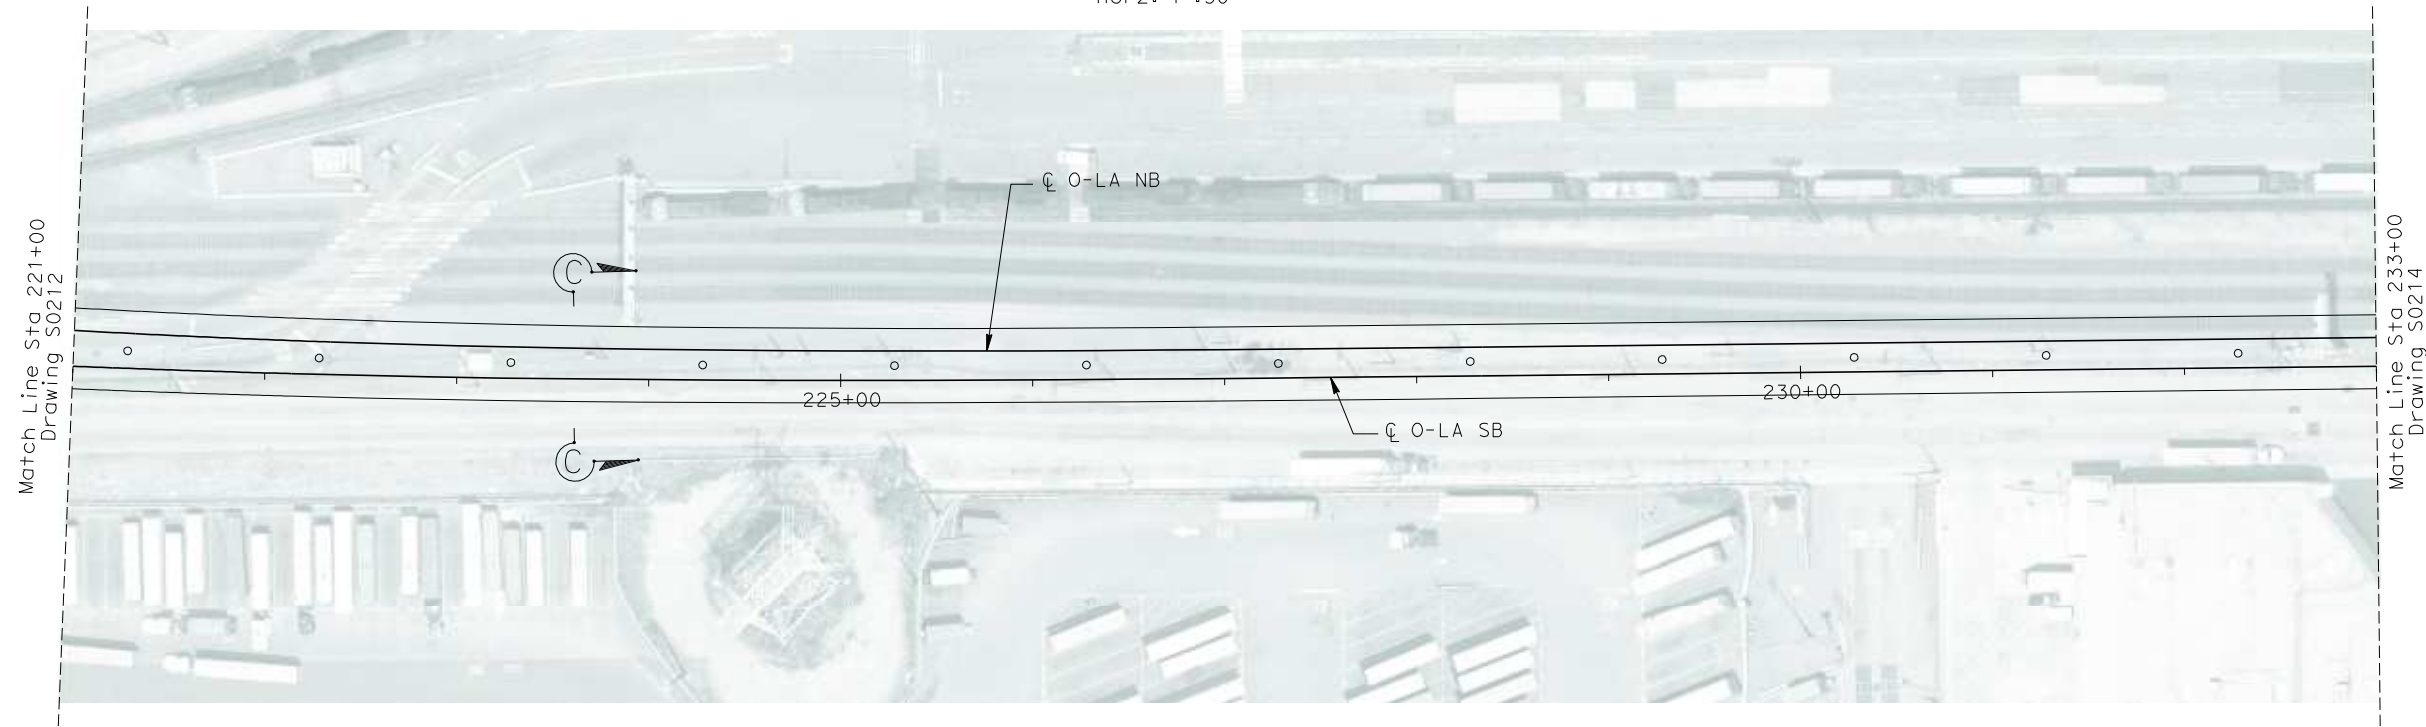 ℄ O-LA NB
Match Line Sta 221+00
Drawing S0212
C
225+00
230+00
℄ O-LA SB
C
Match Line Sta 233+00
Drawing S0214